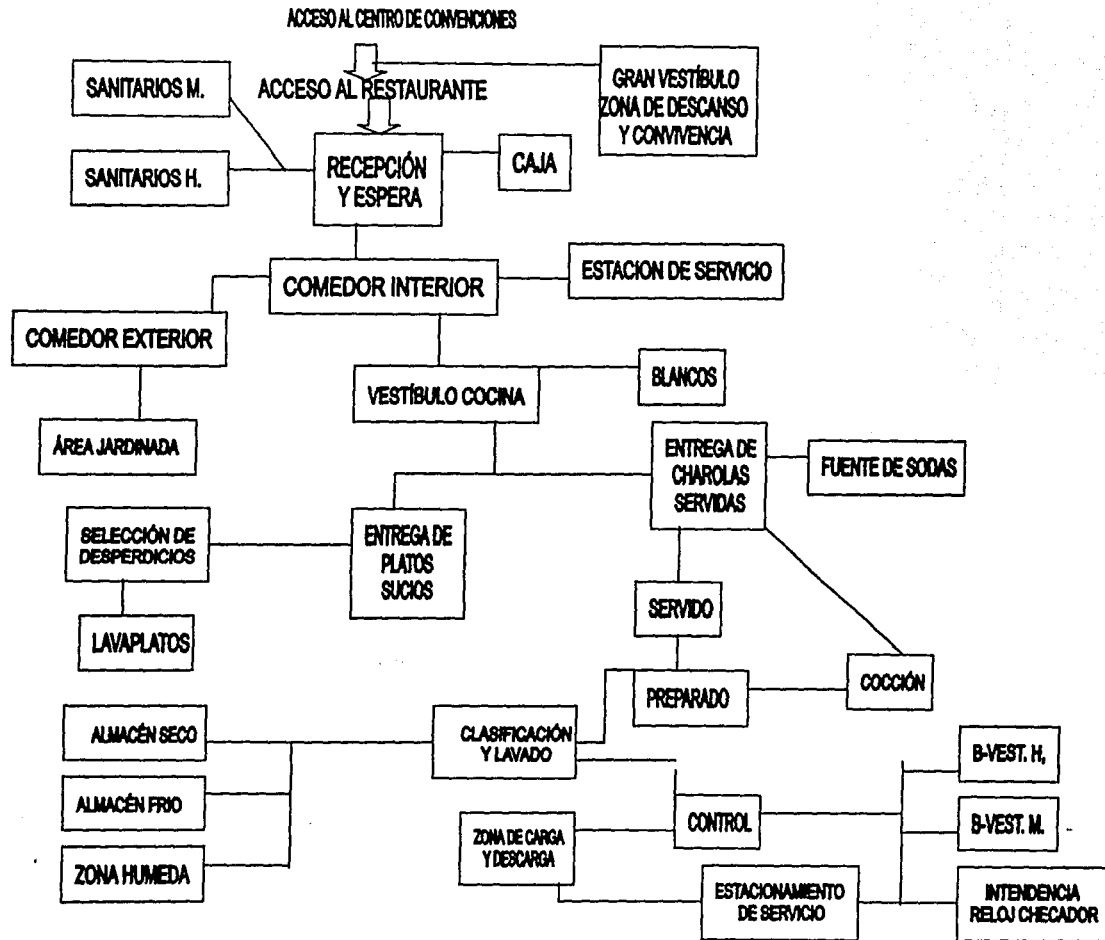 ACCESO AL CENTRO DE CONVENCIONES
SANITARIOS M.
ACCESO AL RESTAURANTE
GRAN VESTÍBULO
ZONA DE DESCANSO
Y CONVIVENCIA
SANITARIOS H.
RECEPCIÓN
Y ESPERA
CAJA
COMEDOR INTERIOR
ESTACION DE SERVICIO
COMEDOR EXTERIOR
VESTÍBULO COCINA
BLANCOS
ÁREA JARDINADA
ENTREGA DE
CHAROLAS
SERVIDAS
FUENTE DE SODAS
SELECCIÓN DE
DESPERDICIOS
ENTREGA DE
PLATOS
SUCIOS
SERVIDO
LAVAPLATOS
PREPARADO
COCCIÓN
ALMACÉN SECO
CLASIFICACIÓN
Y LAVADO
B-VEST. H,
ALMACÉN FRIO
CONTROL
B-VEST. M.
ZONA DE CARGA
Y DESCARGA
ZONA HUMEDA
ESTACIONAMIENTO
DE SERVICIO
INTENDENCIA
RELOJ CHECADOR